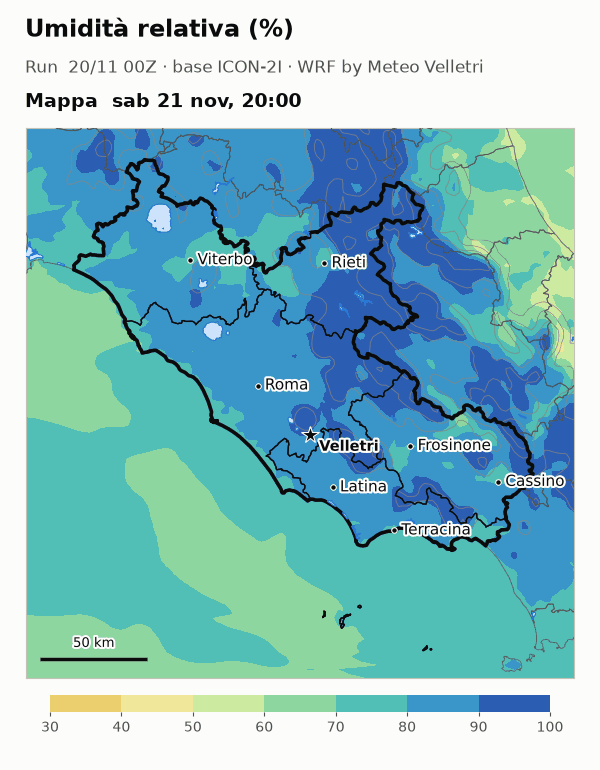 Umidità relativa (%)
Run  20/11 00Z · base ICON-2I · WRF by Meteo Velletri
Mappa  sab 21 nov, 20:00
Viterbo
Rieti
Roma
Velletri
Frosinone
Cassino
Latina
Terracina
50 km
30 40 50 60 70 80 90 100